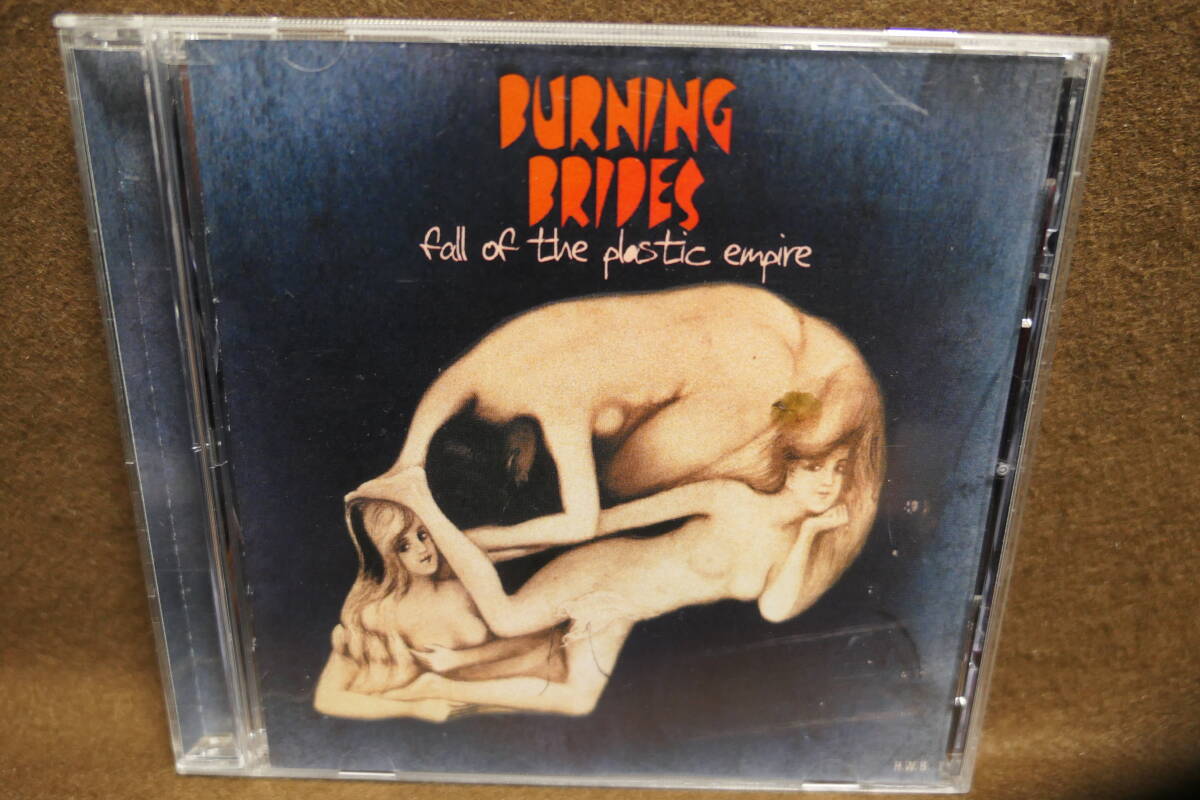 BURNING
BRIDES
fall of the plastic empire